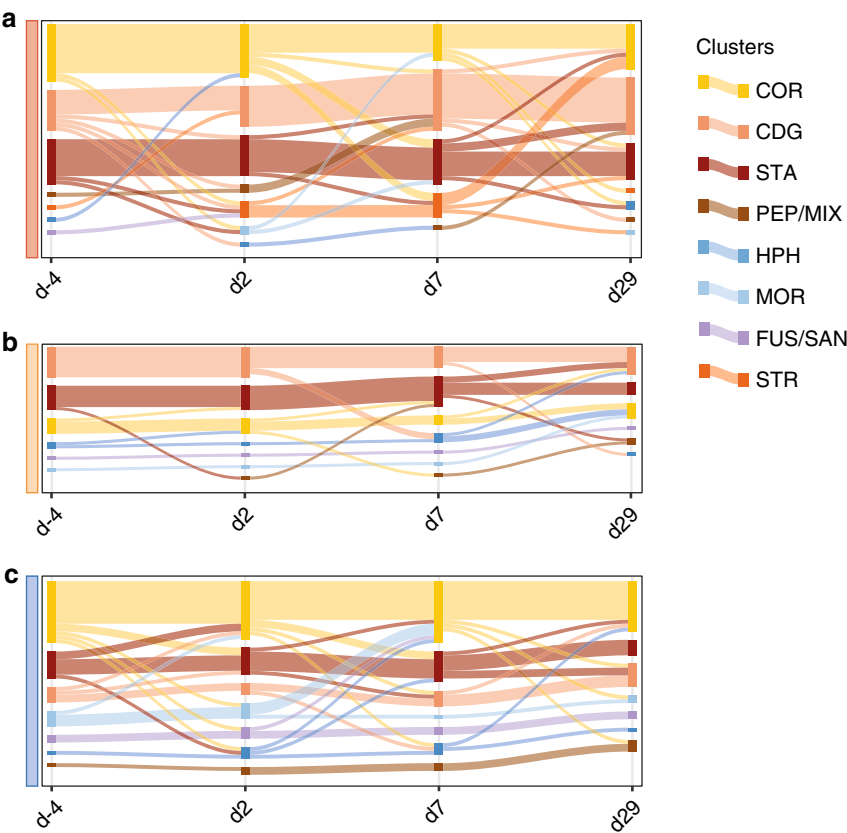 a
d-4 d2 d7 d29
Clusters
COR
CDG
STA
PEP/MIX
HPH
MOR
FUS/SAN
STR
b
d-4 d2 d7 d29
c
d-4 d2 d7 d29